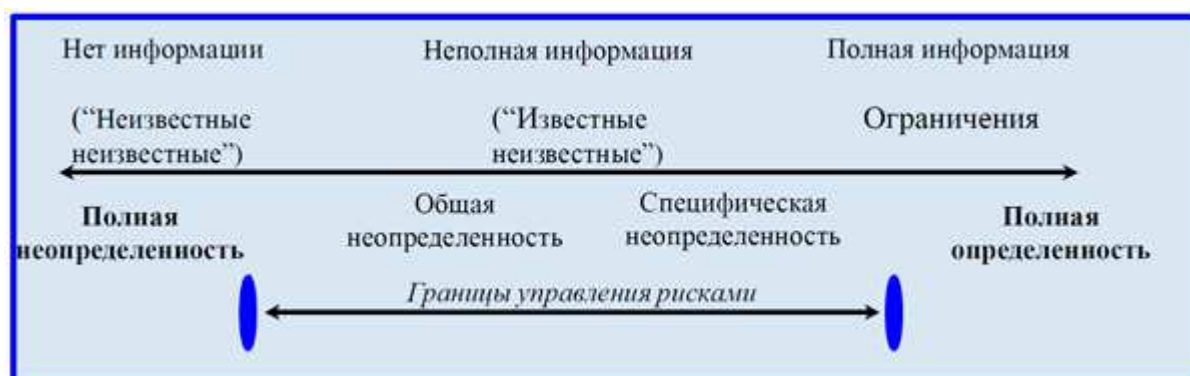 Нет информации Неполная информация Полная информация
(“Неизвестные неизвестные”) (“Известные неизвестные”) Ограничения
Полная неопределенность Общая неопределенность Специфическая неопределенность Полная определенность
Границы управления рисками